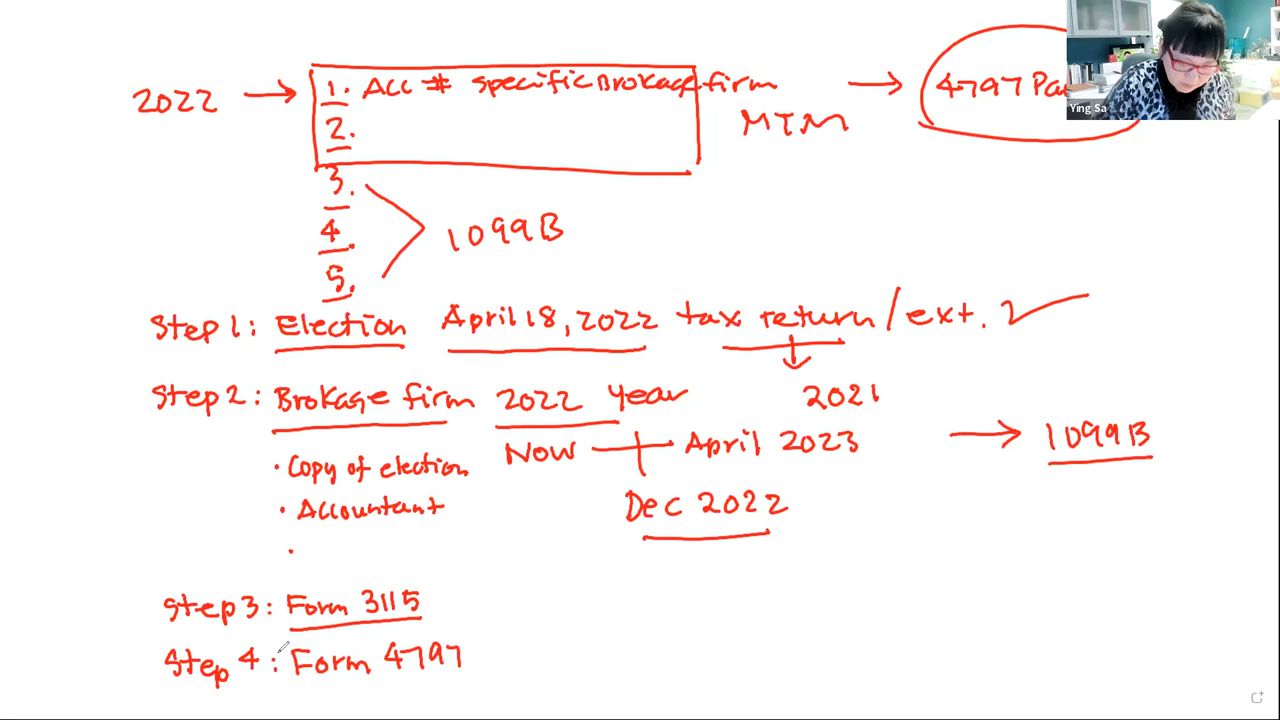 2022 → 1. Acc # specific Brokage firm → 4797 Pa
Ying Sa
2. MTM
3.
4. 1099B
5.
Step 1: Election April 18, 2022 tax return / ext. ✓
Step 2: Brokage firm 2022 year 2021
Now April 2023 → 1099B
• Copy of election
• Accountant Dec 2022
•
Step 3: Form 3115
Step 4: Form 4797